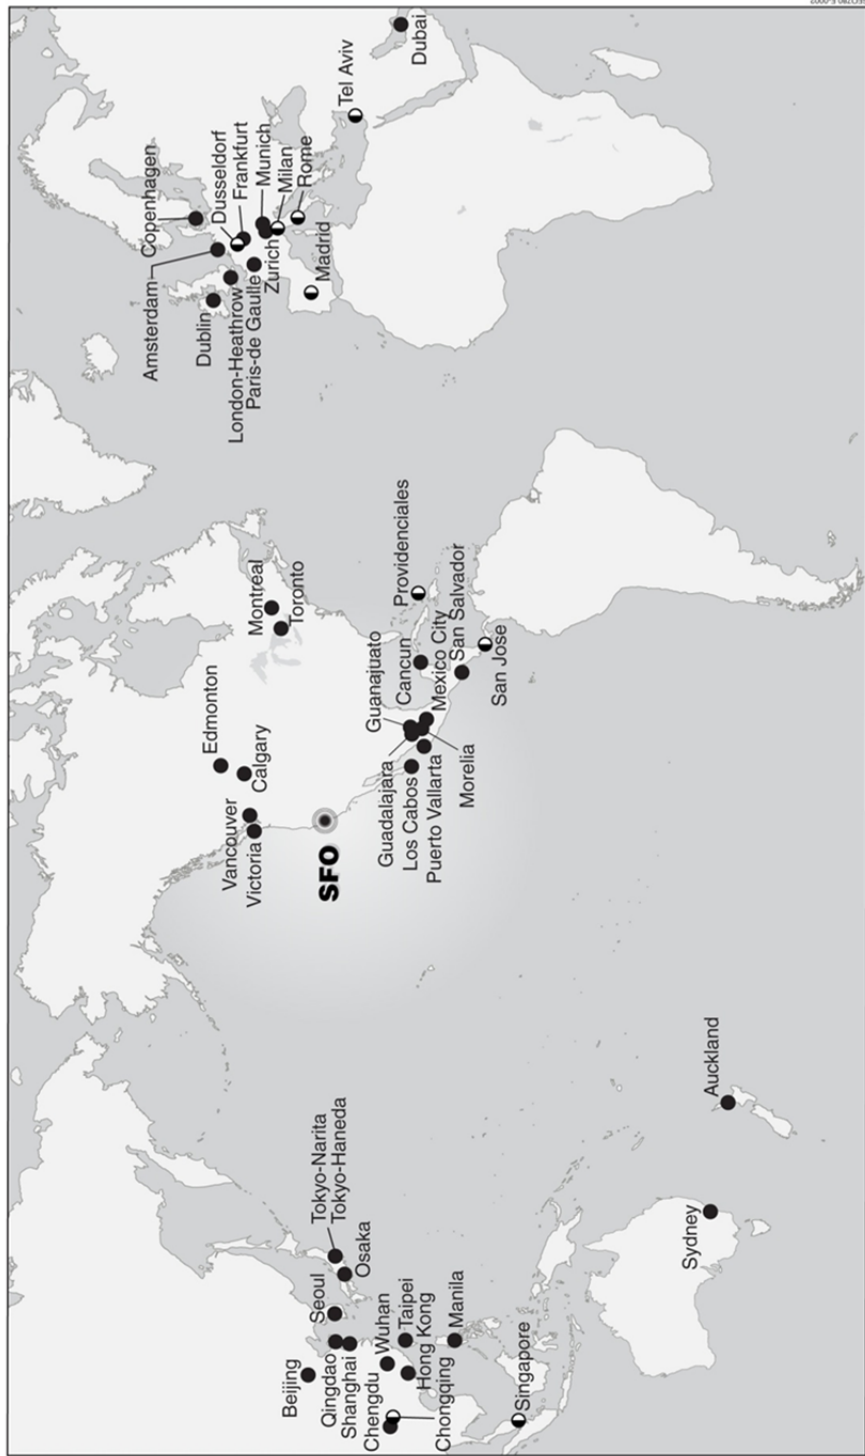 Beijing
Qingdao
Shanghai
Seoul
Tokyo-Narita
Tokyo-Haneda
Osaka
Chengdu
Wuhan
Taipei
Hong Kong
Chongqing
Manila
Singapore
Sydney
Auckland
Vancouver
Victoria
SFO
Edmonton
Calgary
Montreal
Toronto
Guadalajara
Los Cabos
Puerto Vallarta
Guanajuato
Morelia
Cancun
Mexico City
San Salvador
San Jose
Providenciales
Amsterdam
Copenhagen
Dublin
London-Heathrow
Paris-de Gaulle
Dusseldorf
Frankfurt
Munich
Zurich
Milan
Rome
Madrid
Tel Aviv
Dubai